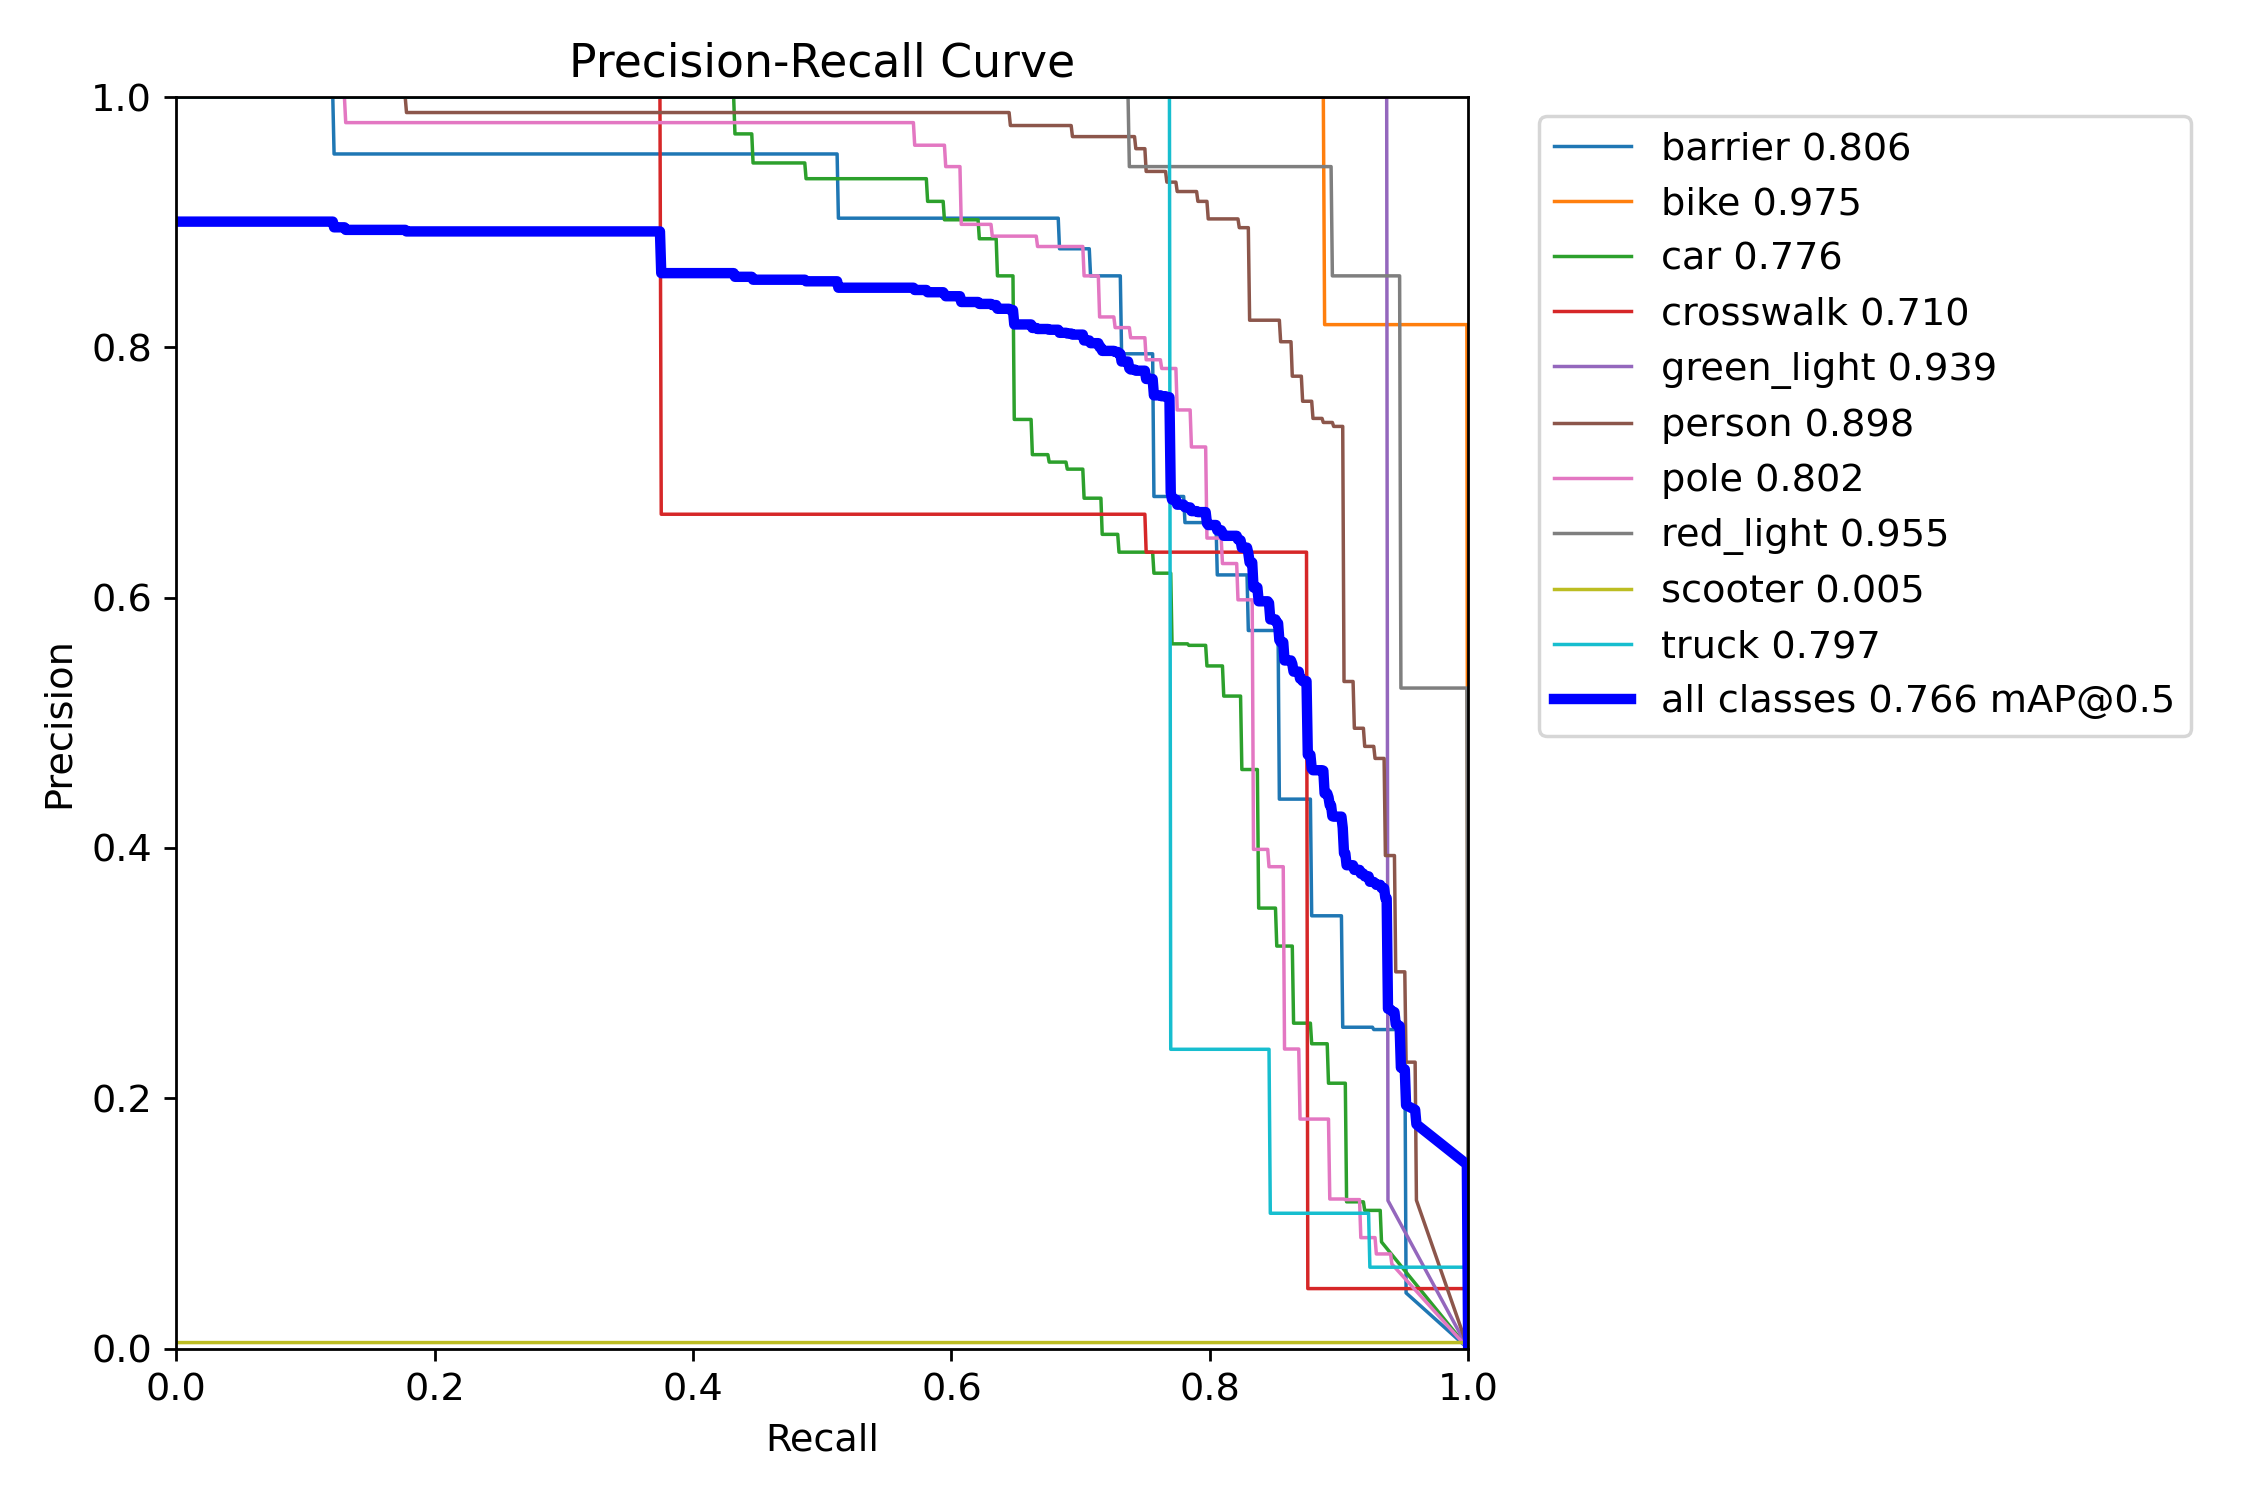 Precision-Recall Curve
1.0
0.8
0.6
0.4
0.2
0.0
Precision
0.0 0.2 0.4 0.6 0.8 1.0
Recall
barrier 0.806
bike 0.975
car 0.776
crosswalk 0.710
green_light 0.939
person 0.898
pole 0.802
red_light 0.955
scooter 0.005
truck 0.797
all classes 0.766 mAP@0.5